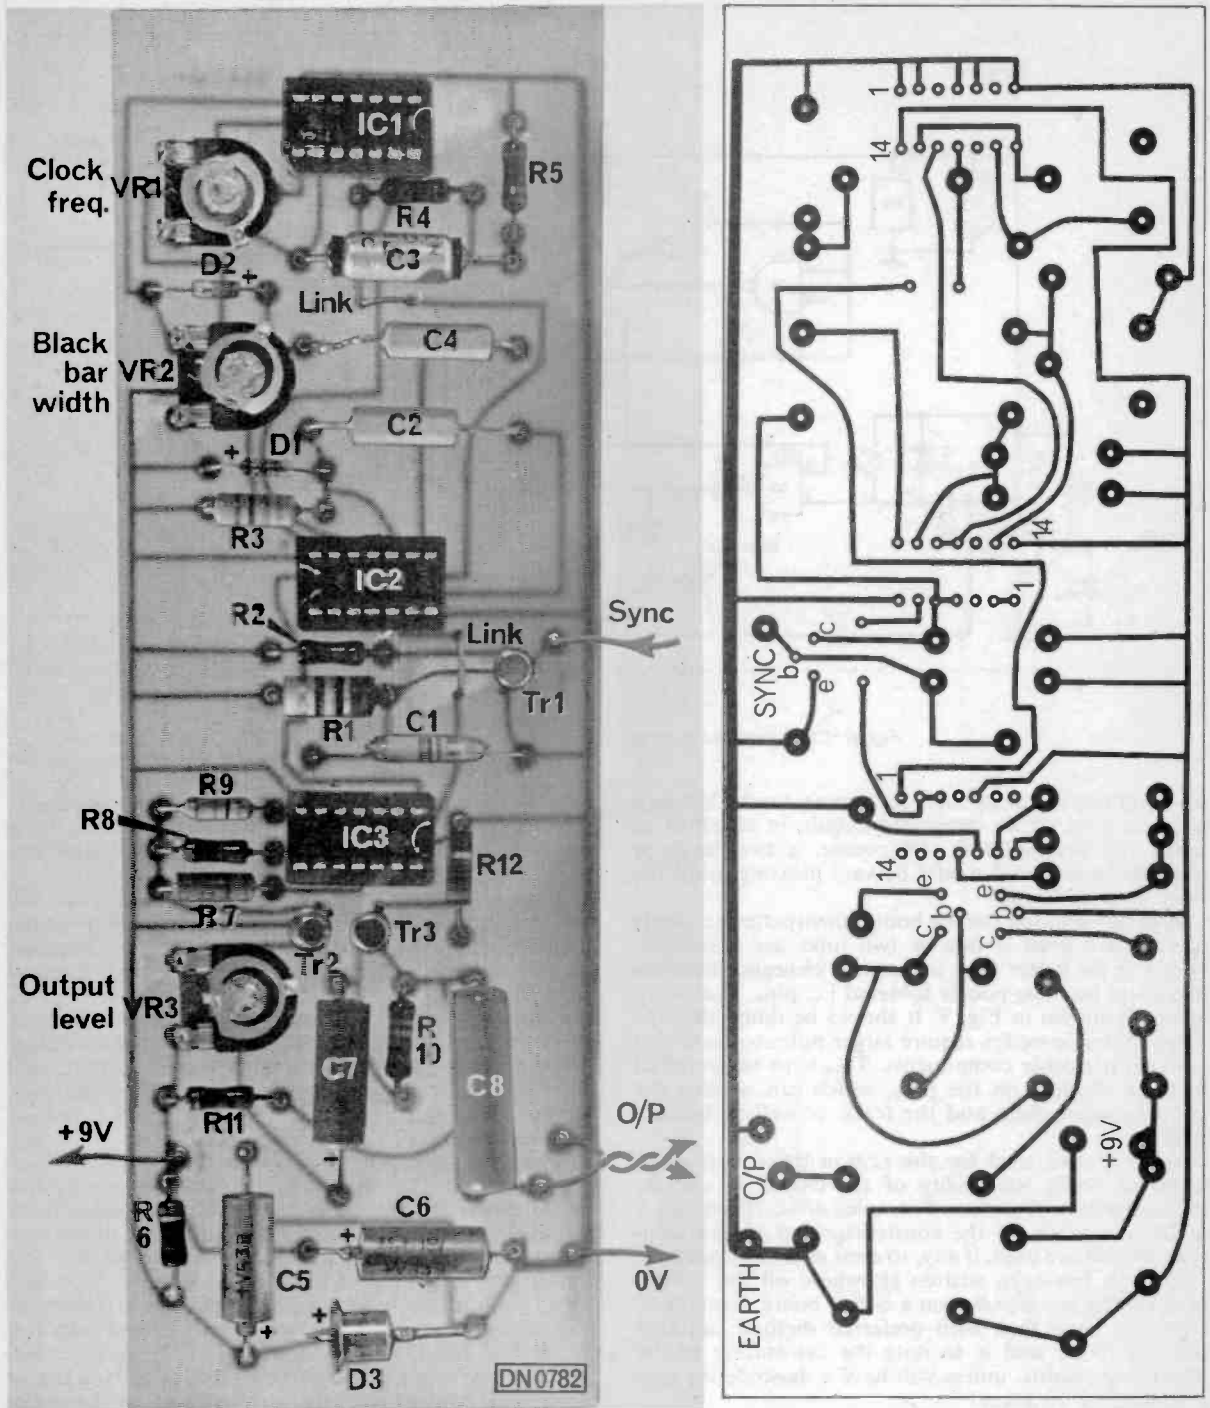 IC1
Clock
freq.
VR1
R5
R4
C3
D2
+
Link
Black
bar
width
VR2
C4
C2
D1
+
R3
IC2
R2
Link
Sync
Tr1
R1
C1
R9
R8
IC3
R12
R7
Tr2
Tr3
Output
level
VR3
R
10
C7
C8
R11
O/P
+9V
-
R
6
C5
C6
+
0V
+
+
D3
DN0782
1
14
14
1
SYNC
c
b
e
1
14
e
b
c
e
b
c
+9V
O/P
EARTH